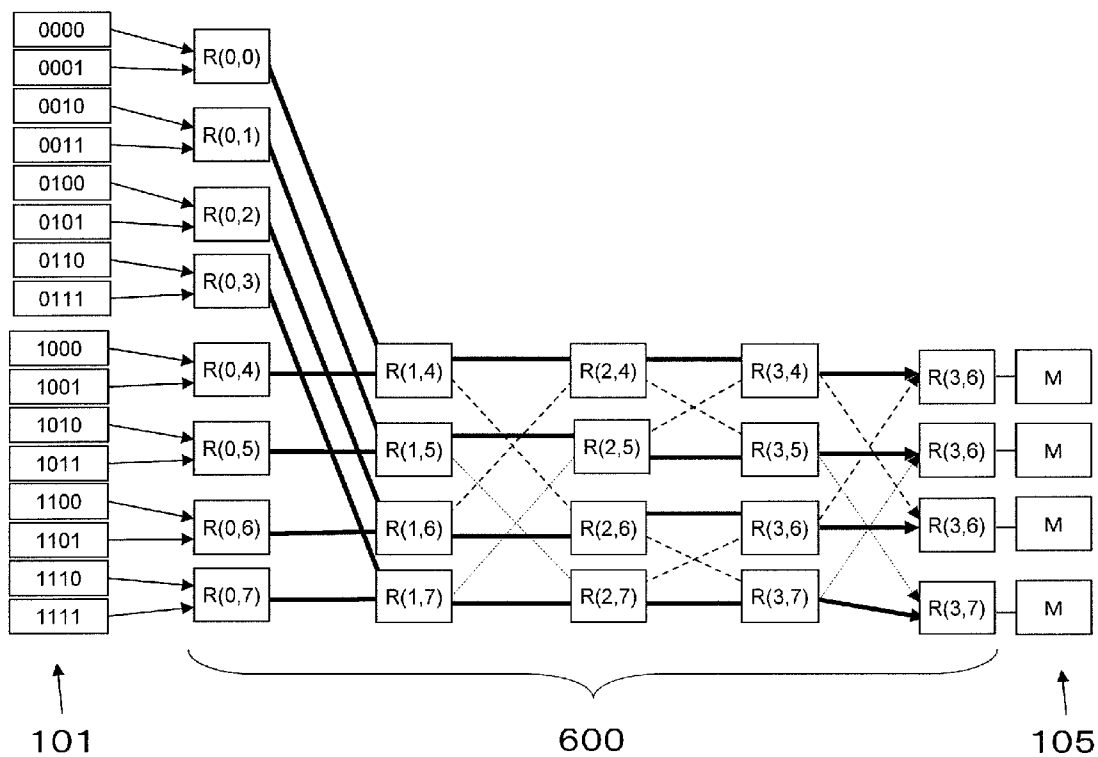 0000
0001
0010
0011
0100
0101
0110
0111
1000
1001
1010
1011
1100
1101
1110
1111
R(0,0)
R(0,1)
R(0,2)
R(0,3)
R(0,4)
R(0,5)
R(0,6)
R(0,7)
R(1,4)
R(1,5)
R(1,6)
R(1,7)
R(2,4)
R(2,5)
R(2,6)
R(2,7)
R(3,4)
R(3,5)
R(3,6)
R(3,7)
R(3,6)
R(3,6)
R(3,6)
R(3,7)
M
M
M
M
101
600
105